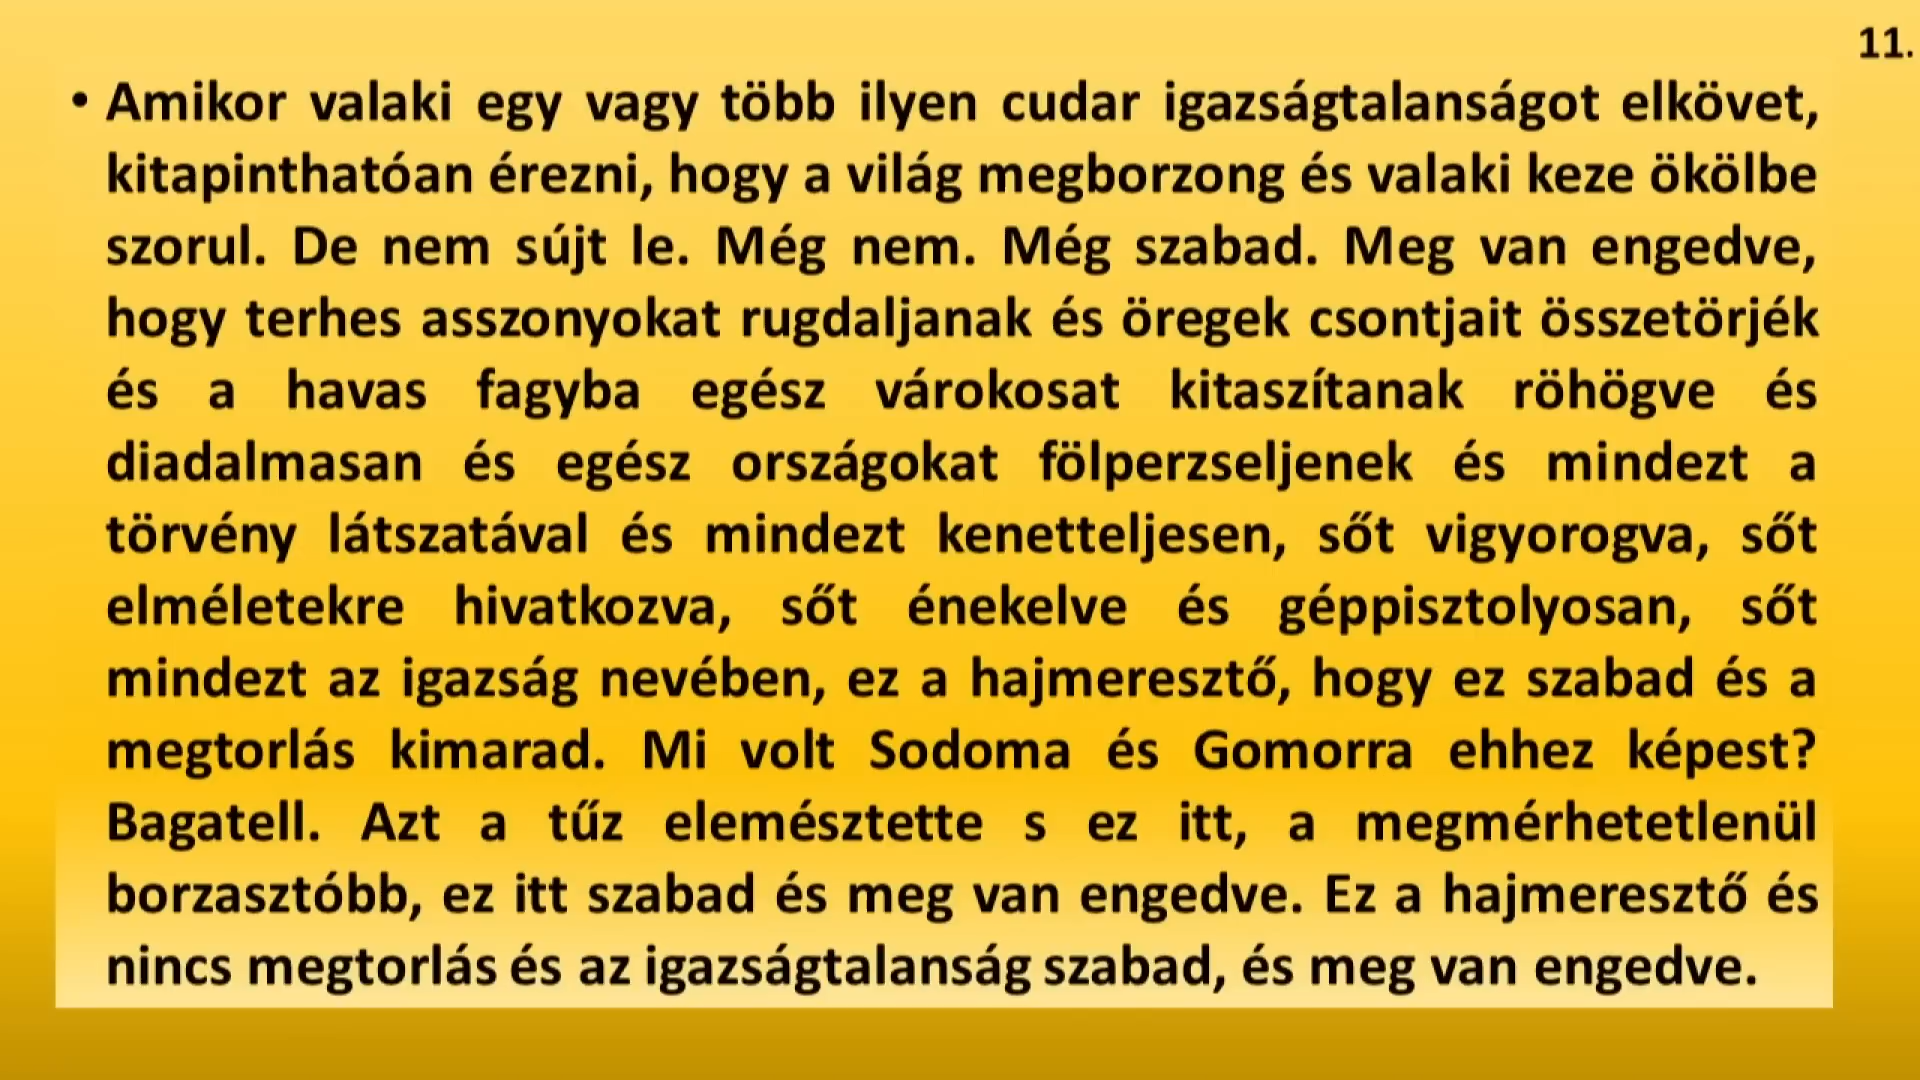 11.
• Amikor valaki egy vagy több ilyen cudar igazságtalanságot elkövet,
kitapinthatóan érezni, hogy a világ megborzong és valaki keze ökölbe
szorul. De nem sújt le. Még nem. Még szabad. Meg van engedve,
hogy terhes asszonyokat rugdaljanak és öregek csontjait összetörjék
és a havas fagyba egész várokosat kitaszítanak röhögve és
diadalmasan és egész országokat fölperzseljenek és mindezt a
törvény látszatával és mindezt kenetteljesen, sőt vigyorogva, sőt
elméletekre hivatkozva, sőt énekelve és géppisztolyosan, sőt
mindezt az igazság nevében, ez a hajmeresztő, hogy ez szabad és a
megtorlás kimarad. Mi volt Sodoma és Gomorra ehhez képest?
Bagatell. Azt a tűz elemésztette s ez itt, a megmérhetetlenül
borzasztóbb, ez itt szabad és meg van engedve. Ez a hajmeresztő és
nincs megtorlás és az igazságtalanság szabad, és meg van engedve.